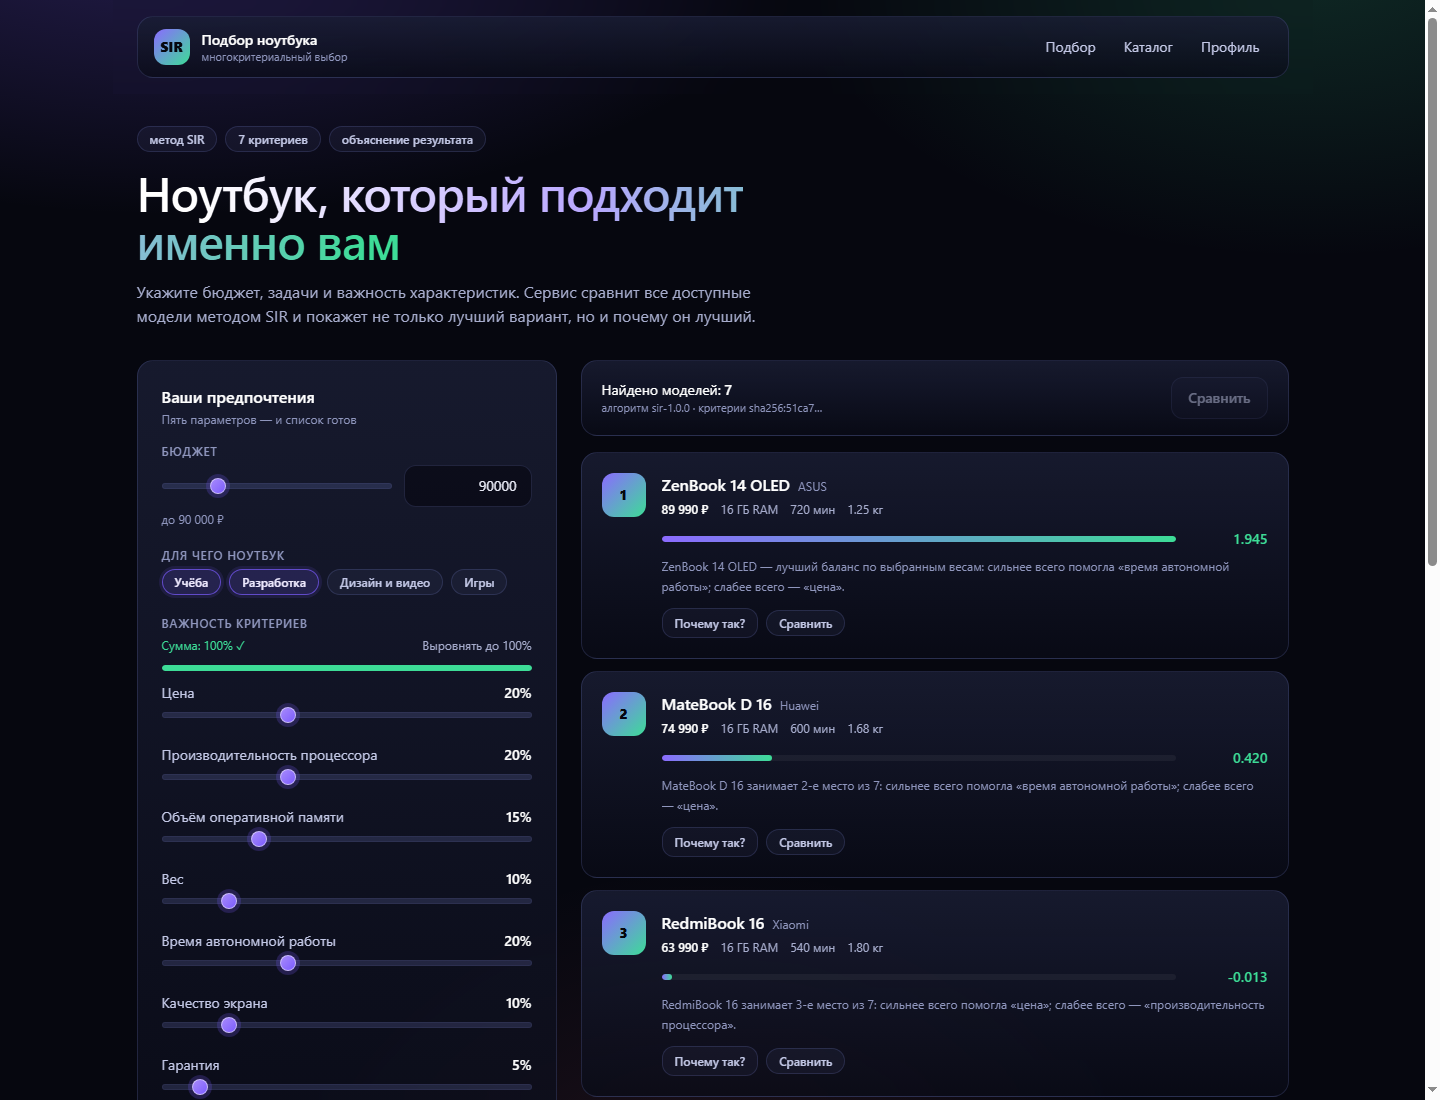 SIR
Подбор ноутбука
многокритериальный выбор
Подбор
Каталог
Профиль
метод SIR
7 критериев
объяснение результата
Ноутбук, который подходит
именно вам
Укажите бюджет, задачи и важность характеристик. Сервис сравнит все доступные
модели методом SIR и покажет не только лучший вариант, но и почему он лучший.
Ваши предпочтения
Пять параметров — и список готов
БЮДЖЕТ
90000
до 90 000 ₽
ДЛЯ ЧЕГО НОУТБУК
Учёба
Разработка
Дизайн и видео
Игры
ВАЖНОСТЬ КРИТЕРИЕВ
Сумма: 100% ✓
Выровнять до 100%
Цена 20%
Производительность процессора 20%
Объём оперативной памяти 15%
Вес 10%
Время автономной работы 20%
Качество экрана 10%
Гарантия 5%
Найдено моделей: 7
алгоритм sir-1.0.0 · критерии sha256:51ca7...
Сравнить
1
ZenBook 14 OLED ASUS
89 990 ₽ 16 ГБ RAM 720 мин 1.25 кг
1.945
ZenBook 14 OLED — лучший баланс по выбранным весам: сильнее всего помогла «время автономной
работы»; слабее всего — «цена».
Почему так?
Сравнить
2
MateBook D 16 Huawei
74 990 ₽ 16 ГБ RAM 600 мин 1.68 кг
0.420
MateBook D 16 занимает 2-е место из 7: сильнее всего помогла «время автономной работы»; слабее всего
— «цена».
Почему так?
Сравнить
3
RedmiBook 16 Xiaomi
63 990 ₽ 16 ГБ RAM 540 мин 1.80 кг
-0.013
RedmiBook 16 занимает 3-е место из 7: сильнее всего помогла «цена»; слабее всего — «производительность
процессора».
Почему так?
Сравнить